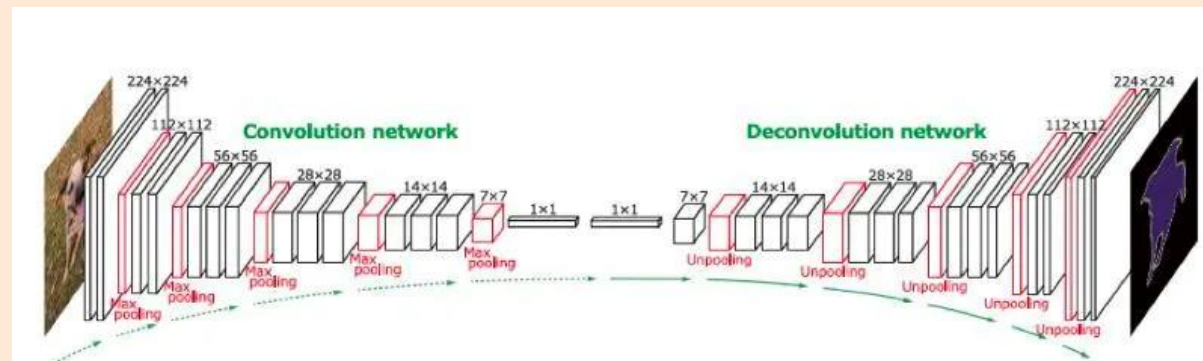 Convolution network
Deconvolution network
224×224
112×112
56×56
28×28
14×14
7×7
1×1
1×1
7×7
14×14
28×28
56×56
112×112
224×224
Max
pooling
Max
pooling
Max
pooling
Max
pooling
Max
pooling
Unpooling
Unpooling
Unpooling
Unpooling
Unpooling